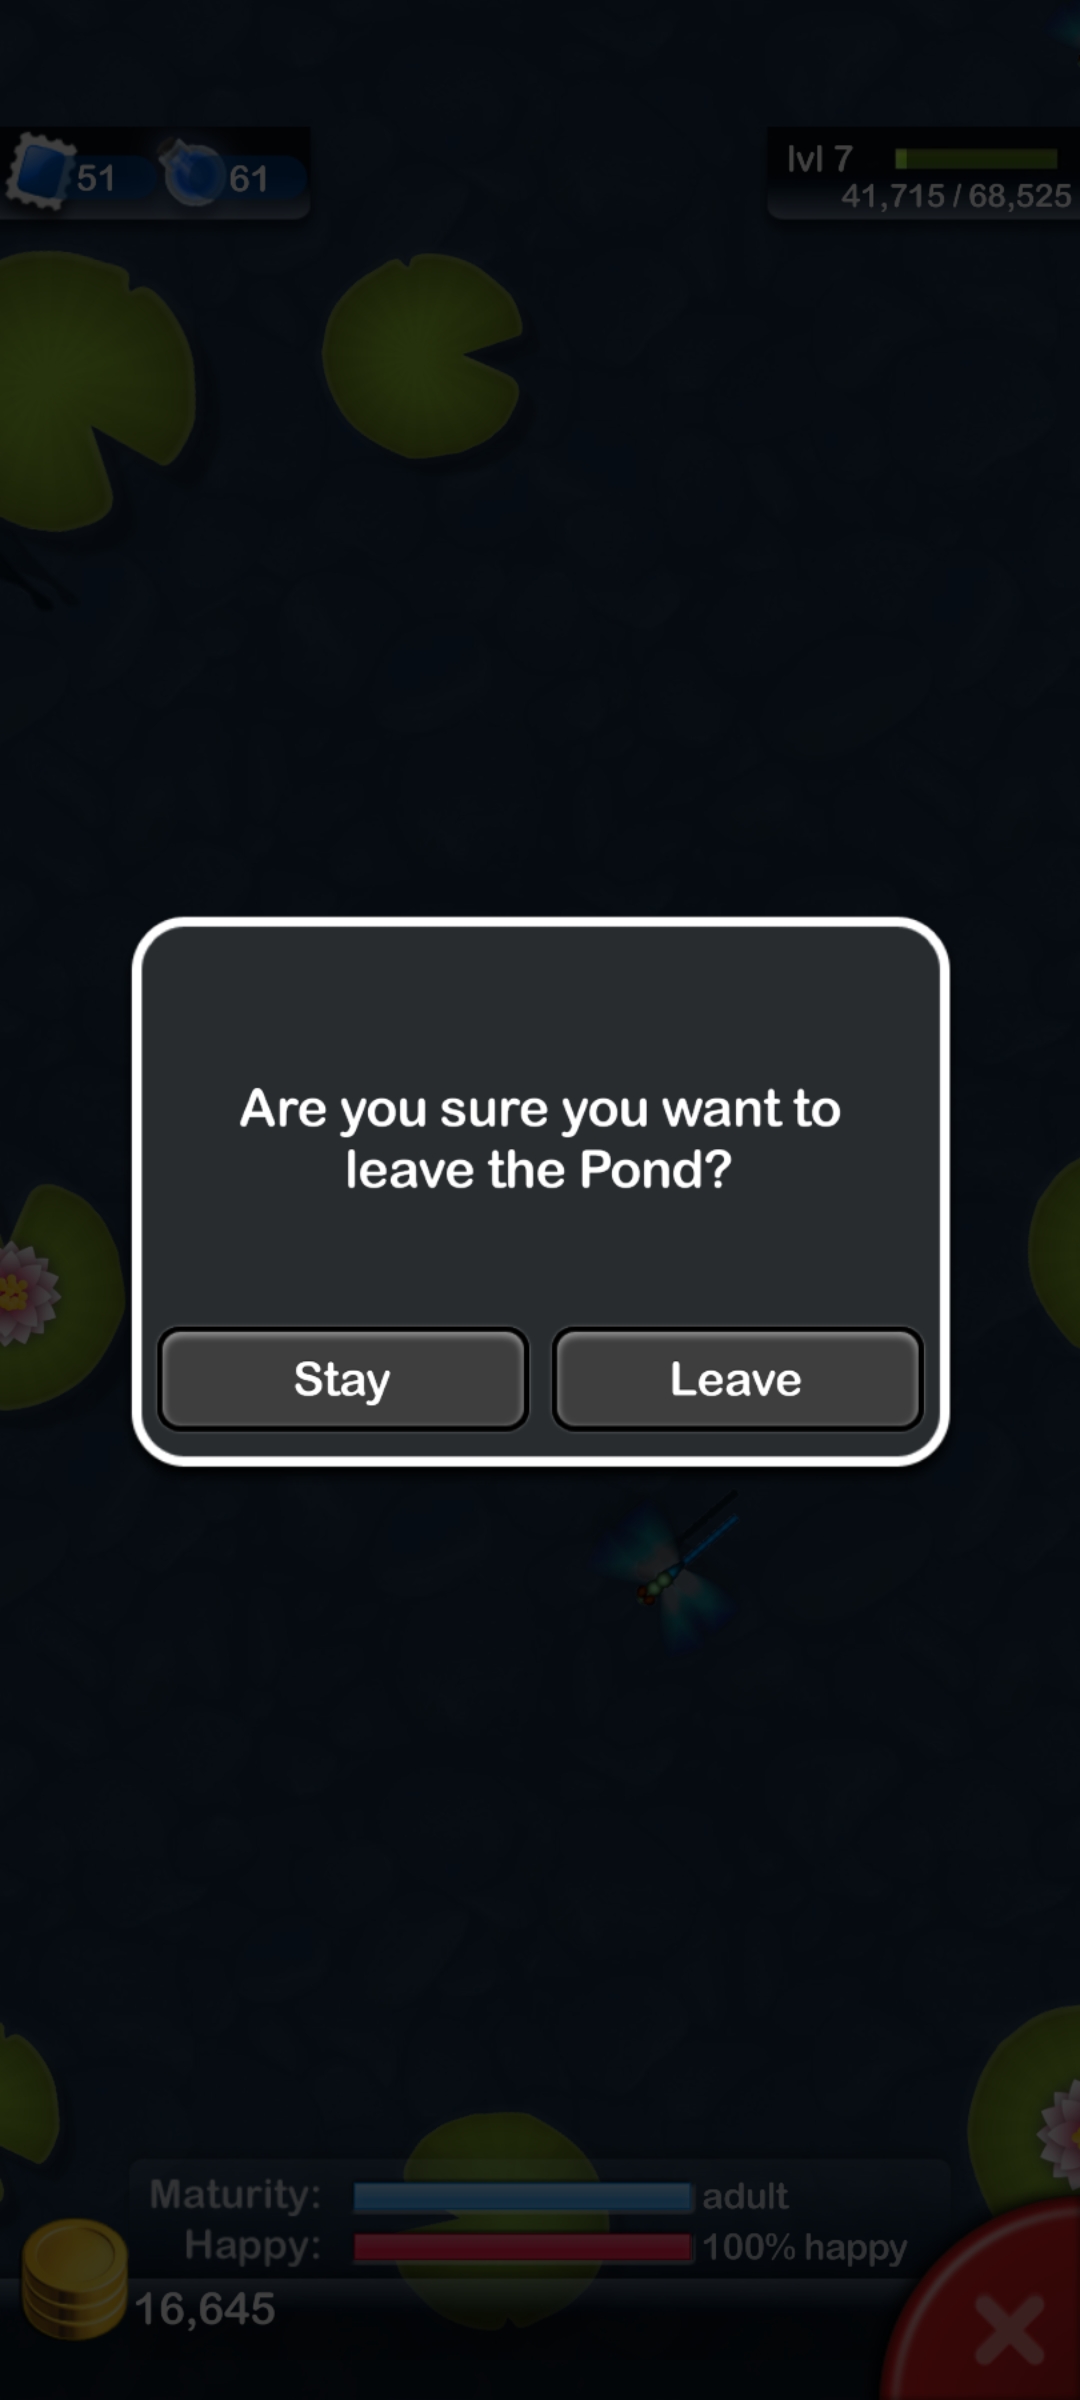 51
61
lvl 7
41,715 / 68,525
Are you sure you want to
leave the Pond?
Stay
Leave
Maturity:
adult
Happy:
100% happy
16,645